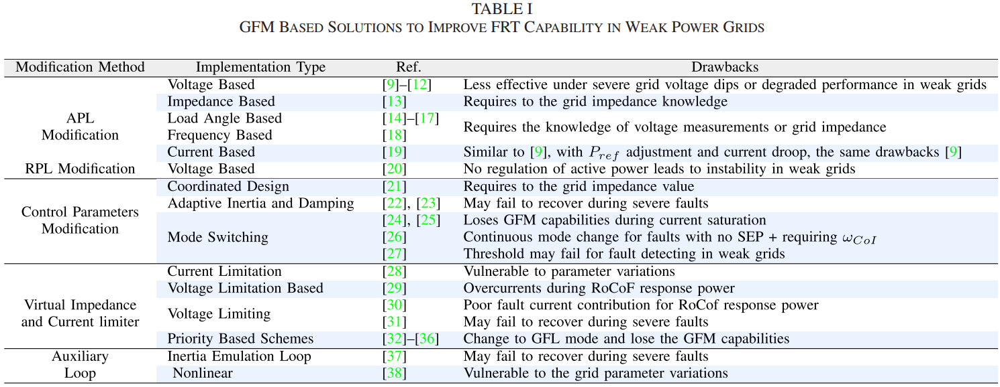 TABLE I
GFM BASED SOLUTIONS TO IMPROVE FRT CAPABILITY IN WEAK POWER GRIDS
Modification Method Implementation Type Ref. Drawbacks
APL Modification
Voltage Based [9]–[12] Less effective under severe grid voltage dips or degraded performance in weak grids
Impedance Based [13] Requires to the grid impedance knowledge
Load Angle Based [14]–[17] Requires the knowledge of voltage measurements or grid impedance
Frequency Based [18]
Current Based [19] Similar to [9], with P_ref adjustment and current droop, the same drawbacks [9]
RPL Modification Voltage Based [20] No regulation of active power leads to instability in weak grids
Control Parameters Modification
Coordinated Design [21] Requires to the grid impedance value
Adaptive Inertia and Damping [22], [23] May fail to recover during severe faults
Mode Switching [24], [25] Loses GFM capabilities during current saturation
[26] Continuous mode change for faults with no SEP + requiring ω_CoI
[27] Threshold may fail for fault detecting in weak grids
Virtual Impedance and Current limiter
Current Limitation [28] Vulnerable to parameter variations
Voltage Limitation Based [29] Overcurrents during RoCoF response power
Voltage Limiting [30] Poor fault current contribution for RoCof response power
[31] May fail to recover during severe faults
Priority Based Schemes [32]–[36] Change to GFL mode and lose the GFM capabilities
Auxiliary Loop
Inertia Emulation Loop [37] May fail to recover during severe faults
Nonlinear [38] Vulnerable to the grid parameter variations